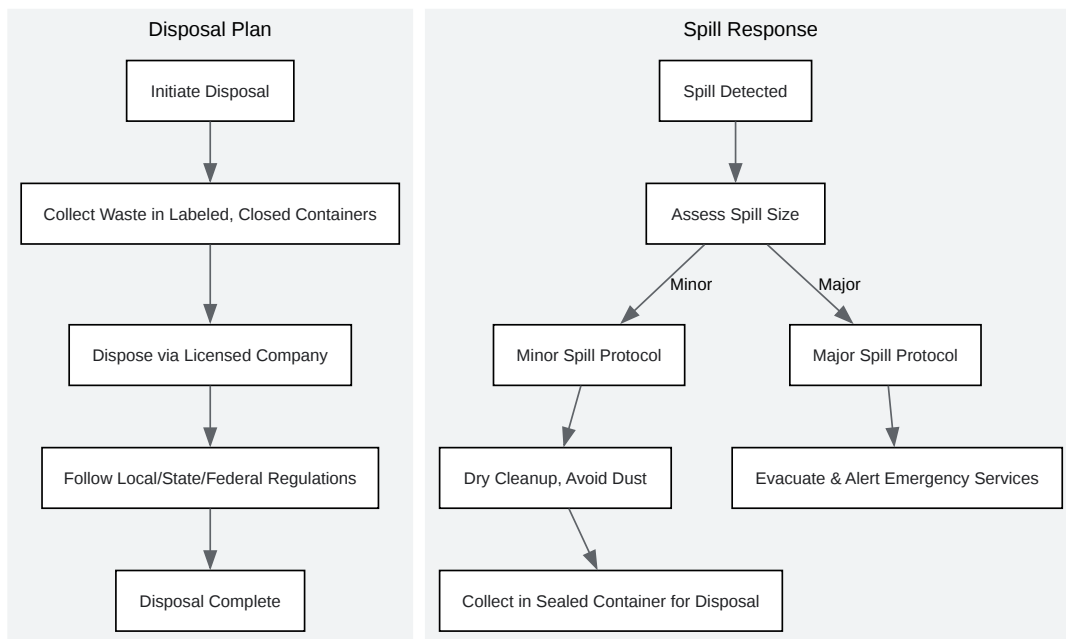 Disposal Plan
Initiate Disposal
Collect Waste in Labeled, Closed Containers
Dispose via Licensed Company
Follow Local/State/Federal Regulations
Disposal Complete
Spill Response
Spill Detected
Assess Spill Size
Minor
Major
Minor Spill Protocol
Major Spill Protocol
Dry Cleanup, Avoid Dust
Evacuate & Alert Emergency Services
Collect in Sealed Container for Disposal